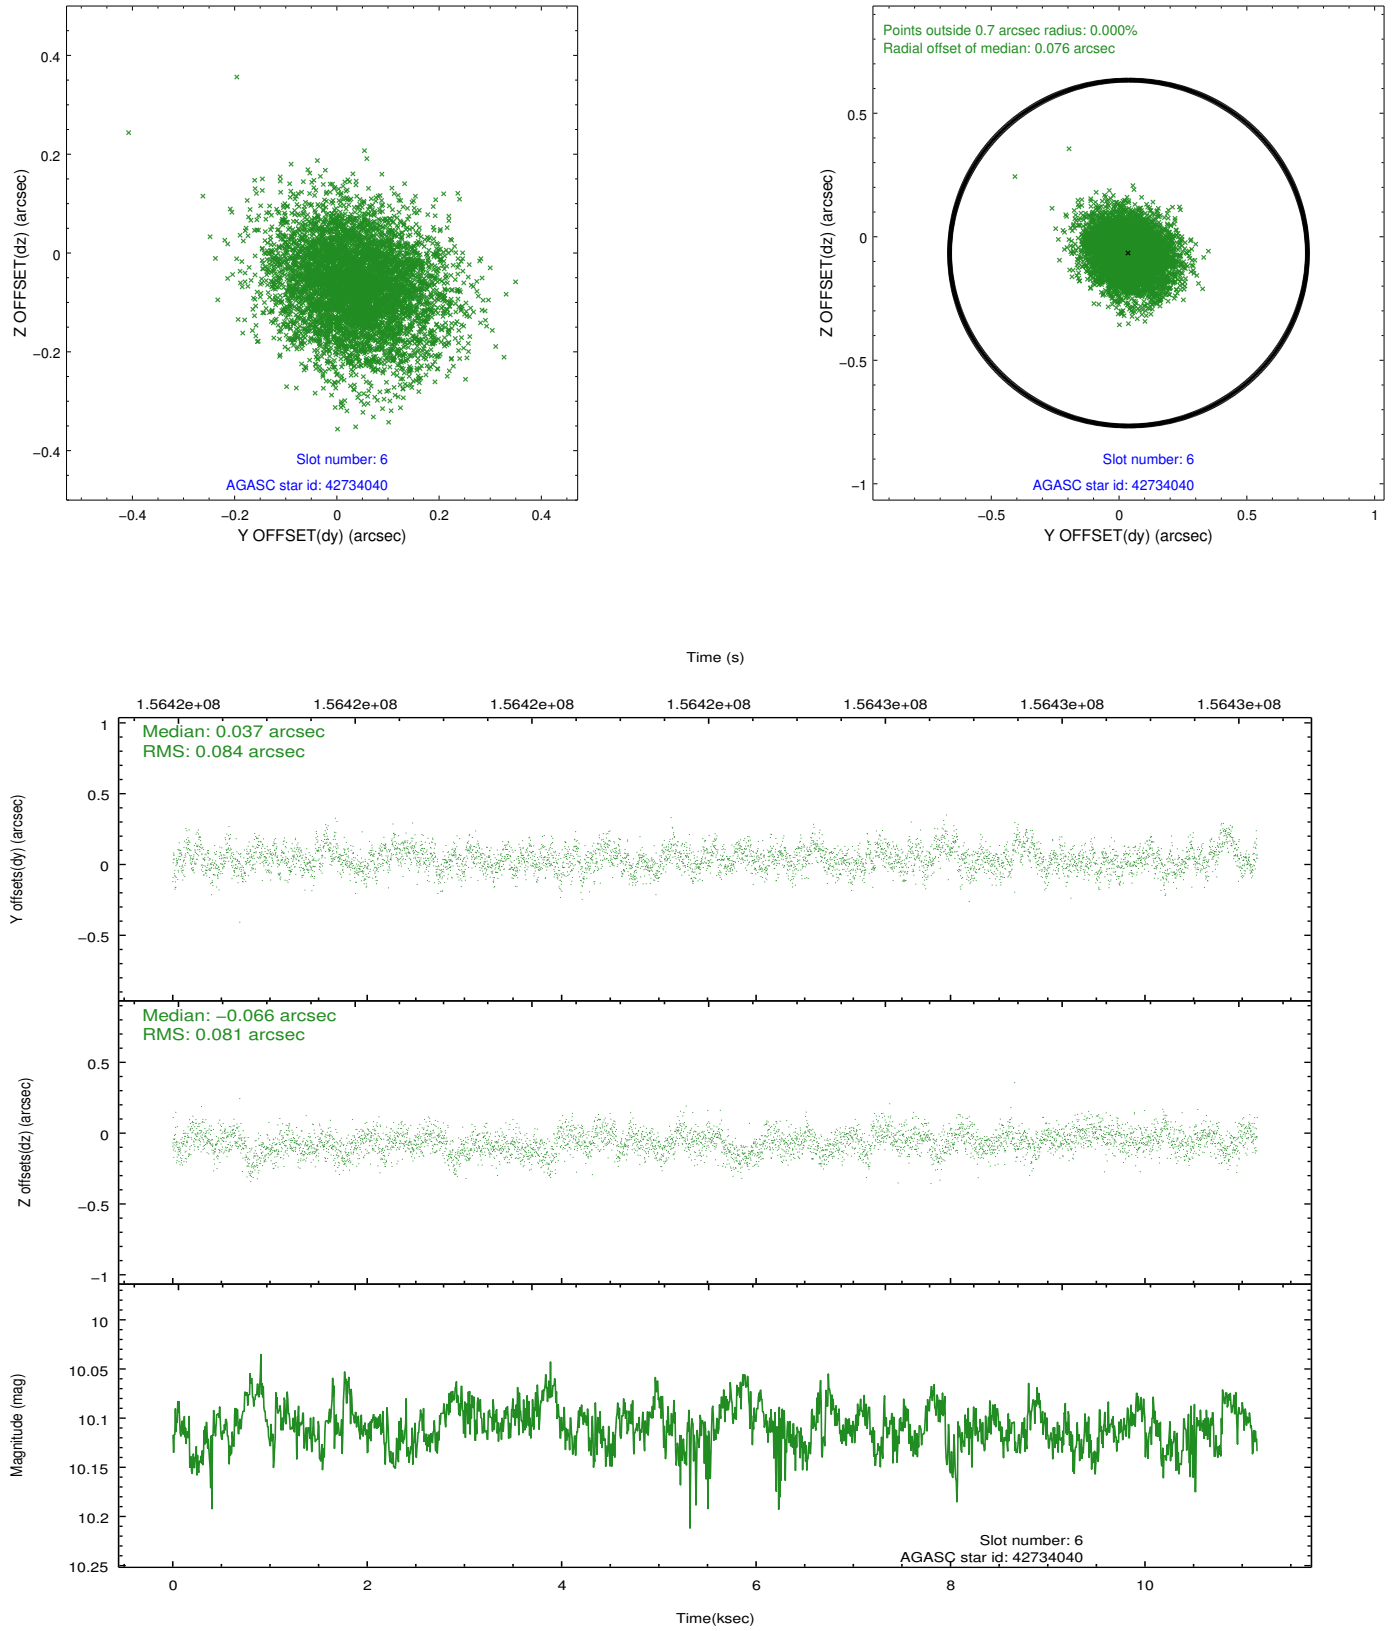 0.4
0.2
0
−0.2
−0.4
Z OFFSET(dz) (arcsec)
Slot number: 6
AGASC star id: 42734040
−0.4 −0.2 0 0.2 0.4
Y OFFSET(dy) (arcsec)
Points outside 0.7 arcsec radius: 0.000%
Radial offset of median: 0.076 arcsec
0.5
0
−0.5
−1
Z OFFSET(dz) (arcsec)
Slot number: 6
AGASC star id: 42734040
−0.5 0 0.5 1
Y OFFSET(dy) (arcsec)
Time (s)
1.5642e+08 1.5642e+08 1.5642e+08 1.5642e+08 1.5643e+08 1.5643e+08 1.5643e+08
Median: 0.037 arcsec
RMS: 0.084 arcsec
1
0.5
0
−0.5
Y offsets(dy) (arcsec)
Median: −0.066 arcsec
RMS: 0.081 arcsec
0.5
0
−0.5
−1
Z offsets(dz) (arcsec)
10
10.05
10.1
10.15
10.2
10.25
Magnitude (mag)
Slot number: 6
AGASC star id: 42734040
0 2 4 6 8 10
Time(ksec)